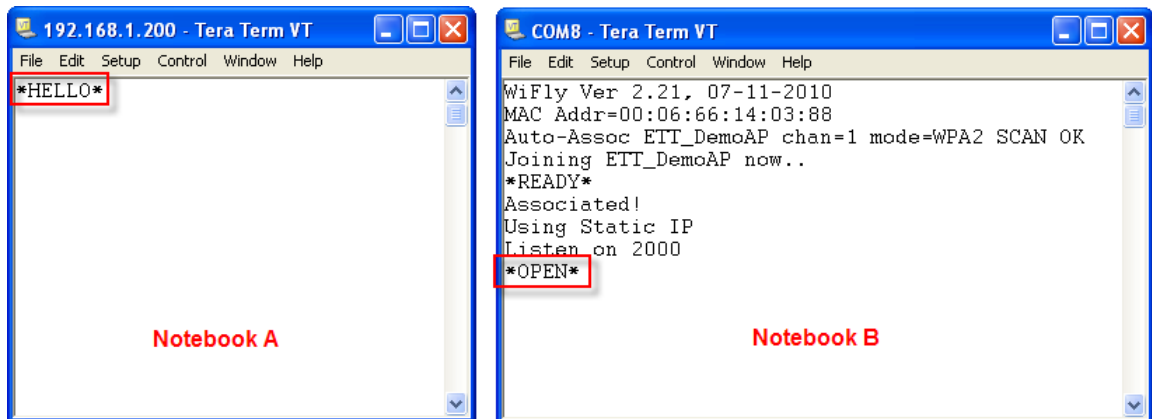 192.168.1.200 - Tera Term VT
File Edit Setup Control Window Help
*HELLO*
Notebook A
COM8 - Tera Term VT
File Edit Setup Control Window Help
WiFly Ver 2.21, 07-11-2010
MAC Addr=00:06:66:14:03:88
Auto-Assoc ETT_DemoAP chan=1 mode=WPA2 SCAN OK
Joining ETT_DemoAP now..
*READY*
Associated!
Using Static IP
Listen on 2000
*OPEN*
Notebook B